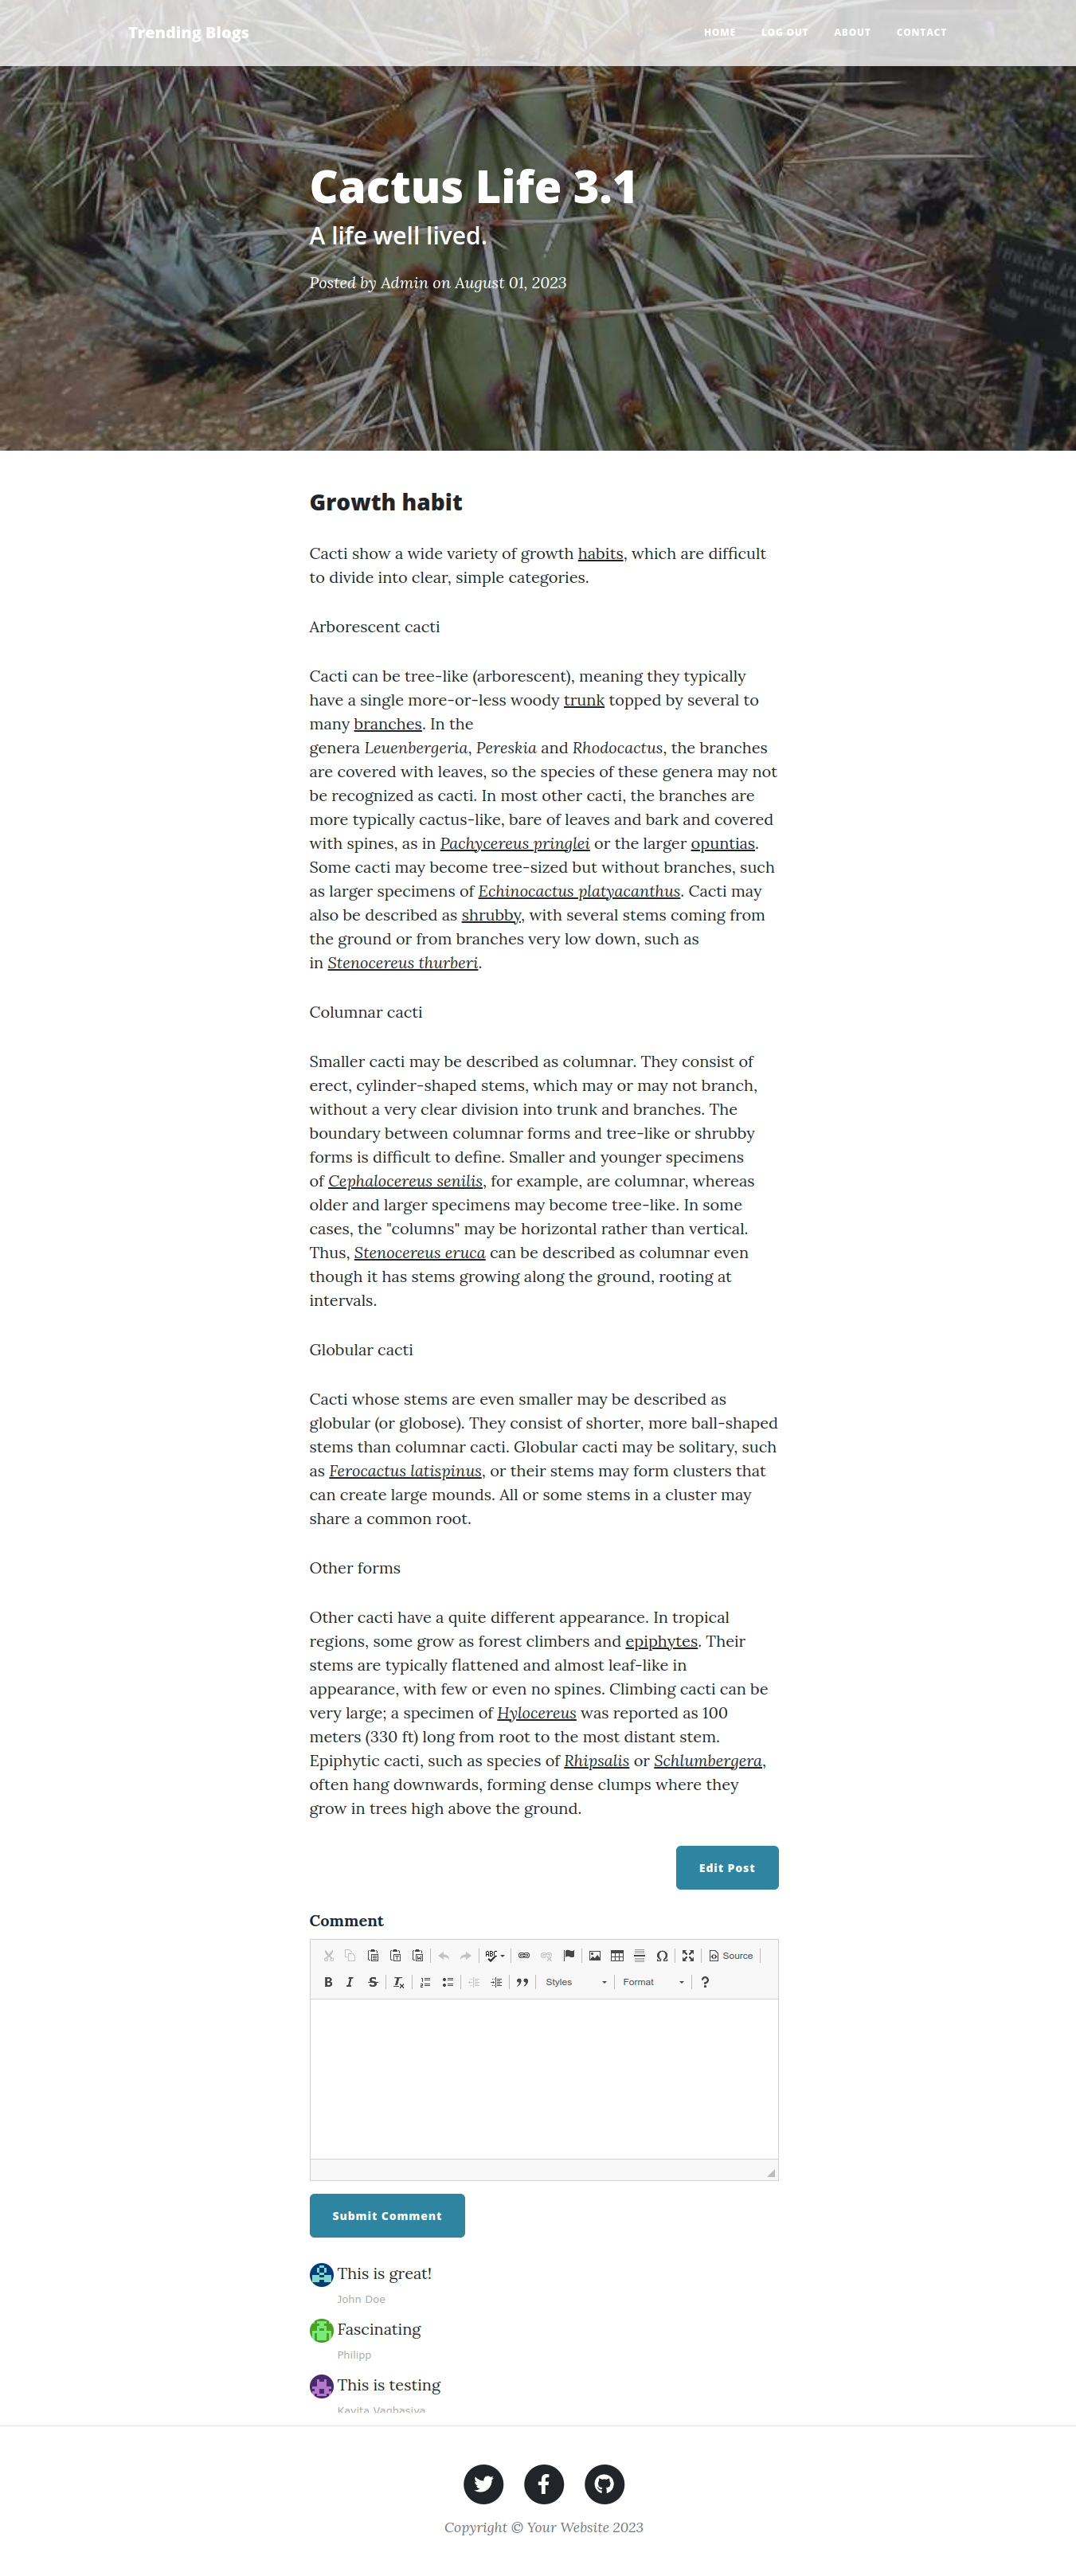 Trending Blogs
HOME LOG OUT ABOUT CONTACT
Cactus Life 3.1
A life well lived.
Posted by Admin on August 01, 2023
Growth habit
Cacti show a wide variety of growth habits, which are difficult
to divide into clear, simple categories.
Arborescent cacti
Cacti can be tree-like (arborescent), meaning they typically
have a single more-or-less woody trunk topped by several to
many branches. In the
genera Leuenbergeria, Pereskia and Rhodocactus, the branches
are covered with leaves, so the species of these genera may not
be recognized as cacti. In most other cacti, the branches are
more typically cactus-like, bare of leaves and bark and covered
with spines, as in Pachycereus pringlei or the larger opuntias.
Some cacti may become tree-sized but without branches, such
as larger specimens of Echinocactus platyacanthus. Cacti may
also be described as shrubby, with several stems coming from
the ground or from branches very low down, such as
in Stenocereus thurberi.
Columnar cacti
Smaller cacti may be described as columnar. They consist of
erect, cylinder-shaped stems, which may or may not branch,
without a very clear division into trunk and branches. The
boundary between columnar forms and tree-like or shrubby
forms is difficult to define. Smaller and younger specimens
of Cephalocereus senilis, for example, are columnar, whereas
older and larger specimens may become tree-like. In some
cases, the "columns" may be horizontal rather than vertical.
Thus, Stenocereus eruca can be described as columnar even
though it has stems growing along the ground, rooting at
intervals.
Globular cacti
Cacti whose stems are even smaller may be described as
globular (or globose). They consist of shorter, more ball-shaped
stems than columnar cacti. Globular cacti may be solitary, such
as Ferocactus latispinus, or their stems may form clusters that
can create large mounds. All or some stems in a cluster may
share a common root.
Other forms
Other cacti have a quite different appearance. In tropical
regions, some grow as forest climbers and epiphytes. Their
stems are typically flattened and almost leaf-like in
appearance, with few or even no spines. Climbing cacti can be
very large; a specimen of Hylocereus was reported as 100
meters (330 ft) long from root to the most distant stem.
Epiphytic cacti, such as species of Rhipsalis or Schlumbergera,
often hang downwards, forming dense clumps where they
grow in trees high above the ground.
Edit Post
Comment
Source
Styles Format
Submit Comment
This is great!
John Doe
Fascinating
Philipp
This is testing
Kavita Vaghasiya
Copyright © Your Website 2023